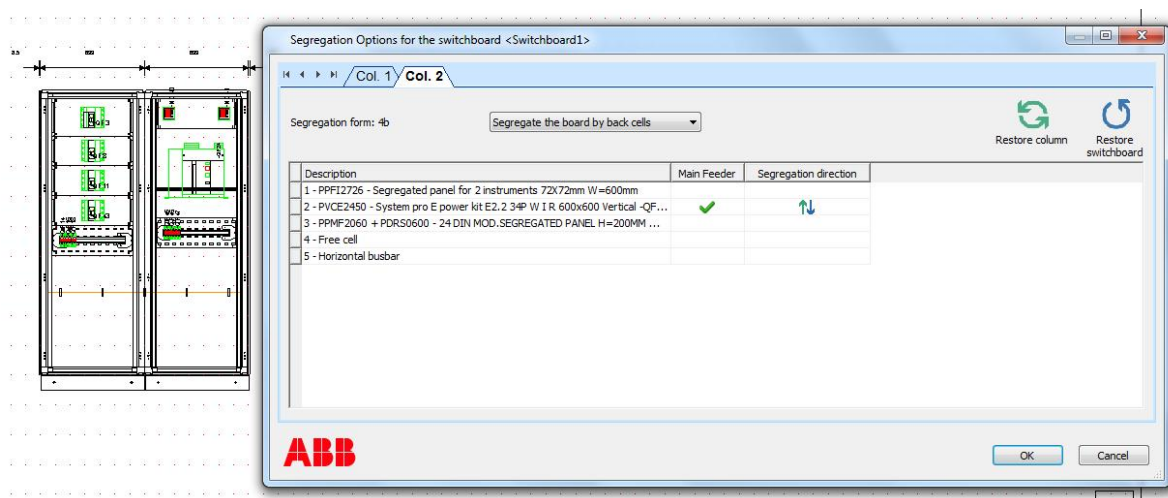 Segregation Options for the switchboard <Switchboard1>
Col. 1 Col. 2
Segregation form: 4b
Segregate the board by back cells
Restore column
Restore switchboard
Description Main Feeder Segregation direction
1 - PPFI2726 - Segregated panel for 2 instruments 72X72mm W=600mm
2 - PVCE2450 - System pro E power kit E2.2 34P W I R 600x600 Vertical -QF...
3 - PPMF2060 + PDRS0600 - 24 DIN MOD.SEGREGATED PANEL H=200MM ...
4 - Free cell
5 - Horizontal busbar
ABB
OK Cancel